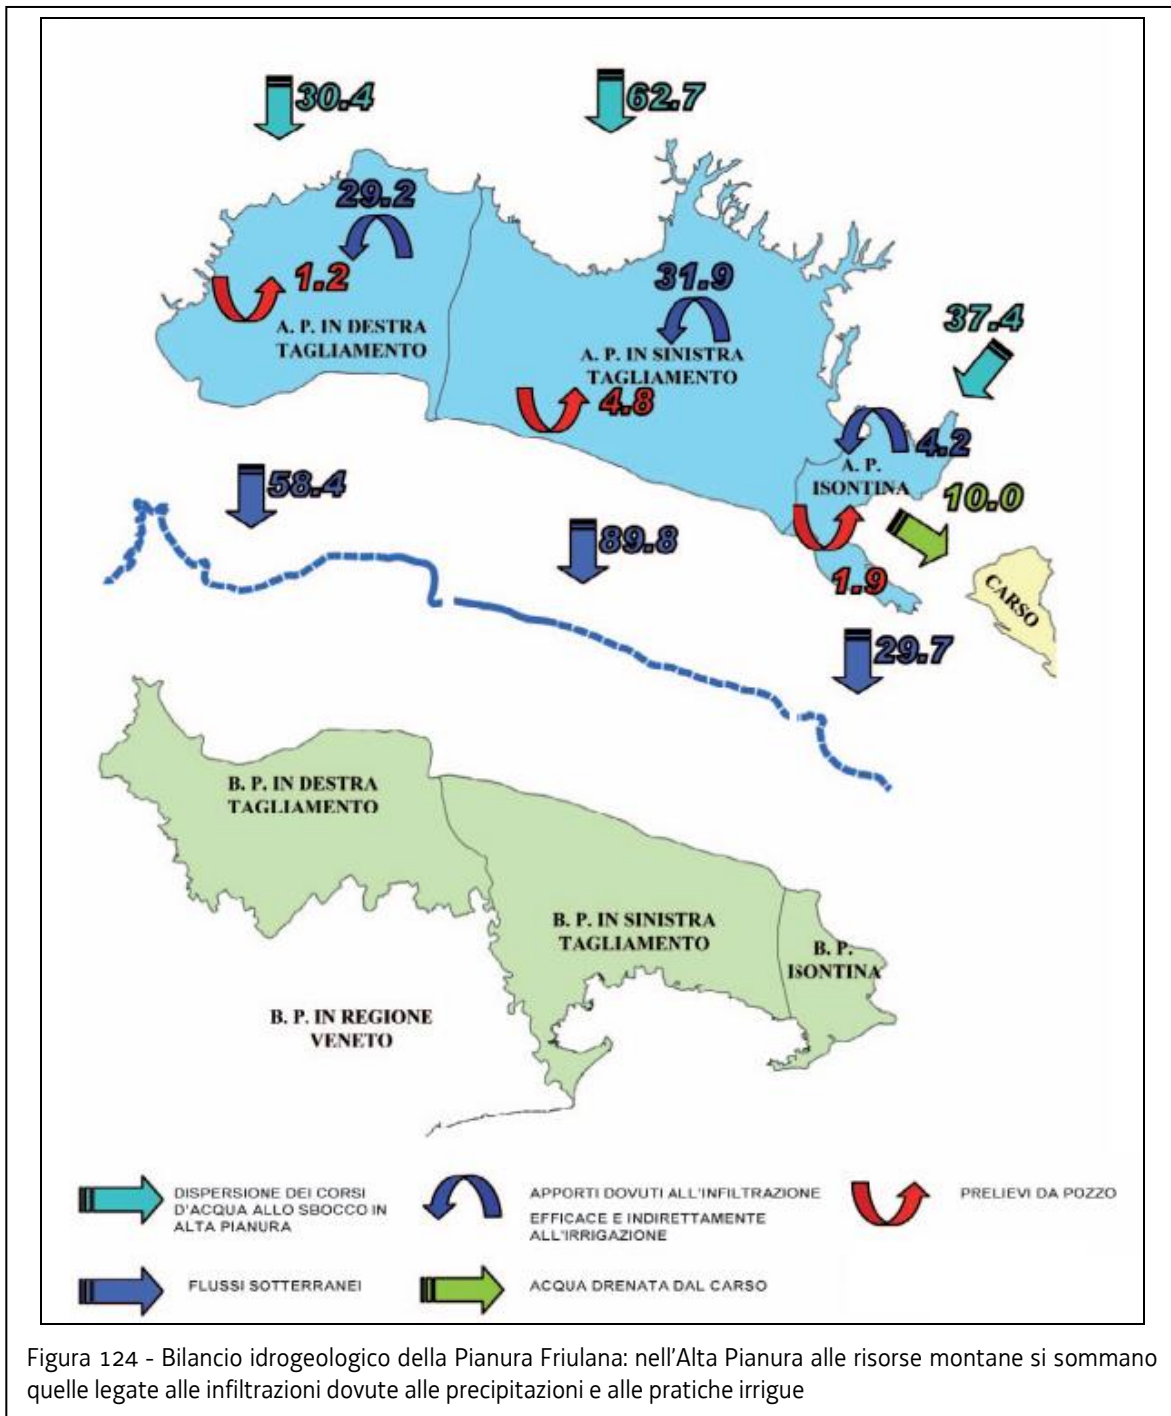 30.4
62.7
29.2
1.2
31.9
37.4
A. P. IN DESTRA
TAGLIAMENTO
A. P. IN SINISTRA
TAGLIAMENTO
4.8
4.2
A. P.
ISONTINA
10.0
58.4
89.8
1.9
CARSO
29.7
B. P. IN DESTRA
TAGLIAMENTO
B. P. IN SINISTRA
TAGLIAMENTO
B. P.
ISONTINA
B. P. IN REGIONE
VENETO
DISPERSIONE DEI CORSI
D'ACQUA ALLO SBOCCO IN
ALTA PIANURA
APPORTI DOVUTI ALL'INFILTRAZIONE
EFFICACE E INDIRETTAMENTE
ALL'IRRIGAZIONE
PRELIEVI DA POZZO
FLUSSI SOTTERRANEI
ACQUA DRENATA DAL CARSO
Figura 124 - Bilancio idrogeologico della Pianura Friulana: nell'Alta Pianura alle risorse montane si sommano
quelle legate alle infiltrazioni dovute alle precipitazioni e alle pratiche irrigue